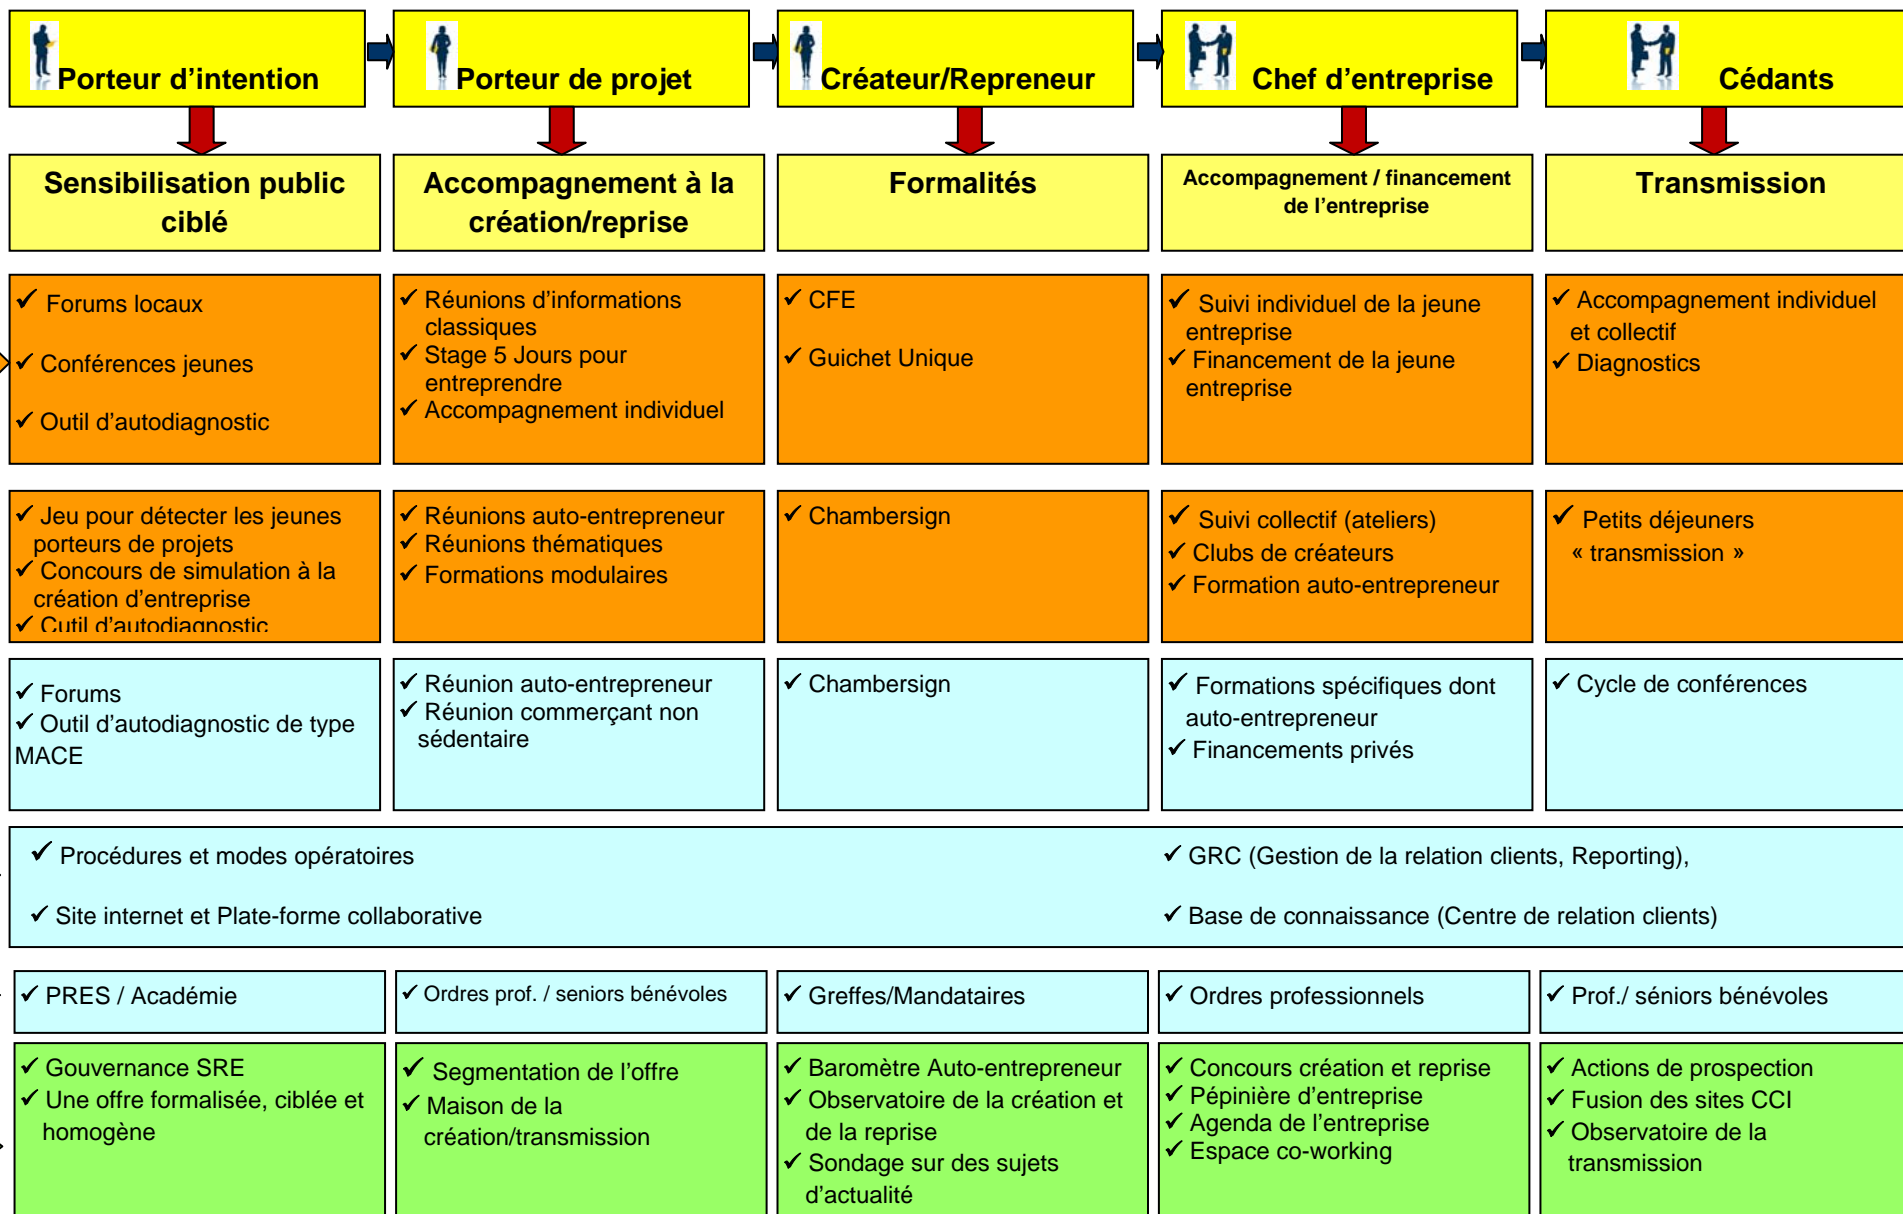 Porteur d'intention
Porteur de projet
Créateur/Repreneur
Chef d'entreprise
Cédants
Sensibilisation public
ciblé
Accompagnement à la
création/reprise
Formalités
Accompagnement / financement
de l'entreprise
Transmission
✓ Forums locaux
✓ Conférences jeunes
✓ Outil d'autodiagnostic
✓ Réunions d'informations
classiques
✓ Stage 5 Jours pour
entreprendre
✓ Accompagnement individuel
✓ CFE
✓ Guichet Unique
✓ Suivi individuel de la jeune
entreprise
✓ Financement de la jeune
entreprise
✓ Accompagnement individuel
et collectif
✓ Diagnostics
✓ Jeu pour détecter les jeunes
porteurs de projets
✓ Concours de simulation à la
création d'entreprise
✓ Outil d'autodiagnostic
✓ Réunions auto-entrepreneur
✓ Réunions thématiques
✓ Formations modulaires
✓ Chambersign
✓ Suivi collectif (ateliers)
✓ Clubs de créateurs
✓ Formation auto-entrepreneur
✓ Petits déjeuners
« transmission »
✓ Forums
✓ Outil d'autodiagnostic de type
MACE
✓ Réunion auto-entrepreneur
✓ Réunion commerçant non
sédentaire
✓ Chambersign
✓ Formations spécifiques dont
auto-entrepreneur
✓ Financements privés
✓ Cycle de conférences
✓ Procédures et modes opératoires
✓ GRC (Gestion de la relation clients, Reporting),
✓ Site internet et Plate-forme collaborative
✓ Base de connaissance (Centre de relation clients)
✓ PRES / Académie
✓ Ordres prof. / seniors bénévoles
✓ Greffes/Mandataires
✓ Ordres professionnels
✓ Prof./ séniors bénévoles
✓ Gouvernance SRE
✓ Une offre formalisée, ciblée et
homogène
✓ Segmentation de l'offre
✓ Maison de la
création/transmission
✓ Baromètre Auto-entrepreneur
✓ Observatoire de la création et
de la reprise
✓ Sondage sur des sujets
d'actualité
✓ Concours création et reprise
✓ Pépinière d'entreprise
✓ Agenda de l'entreprise
✓ Espace co-working
✓ Actions de prospection
✓ Fusion des sites CCI
✓ Observatoire de la
transmission